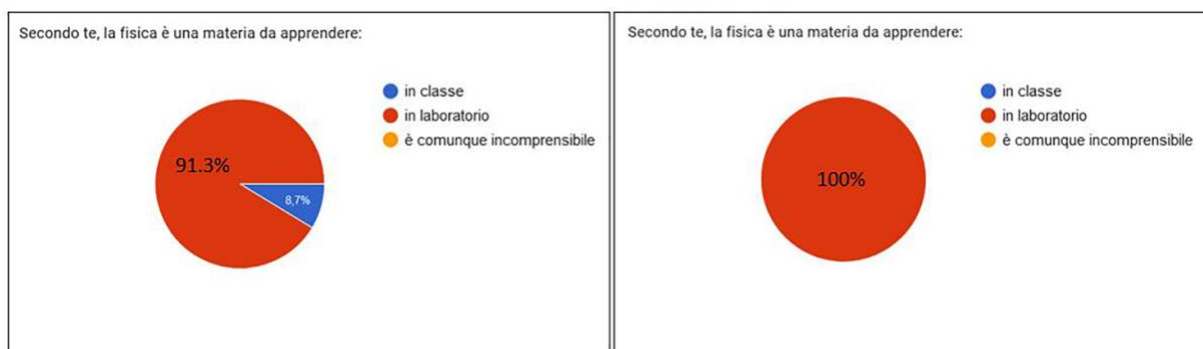 Secondo te, la fisica è una materia da apprendere:
in classe
in laboratorio
è comunque incomprensibile
91.3%
8,7%
Secondo te, la fisica è una materia da apprendere:
in classe
in laboratorio
è comunque incomprensibile
100%